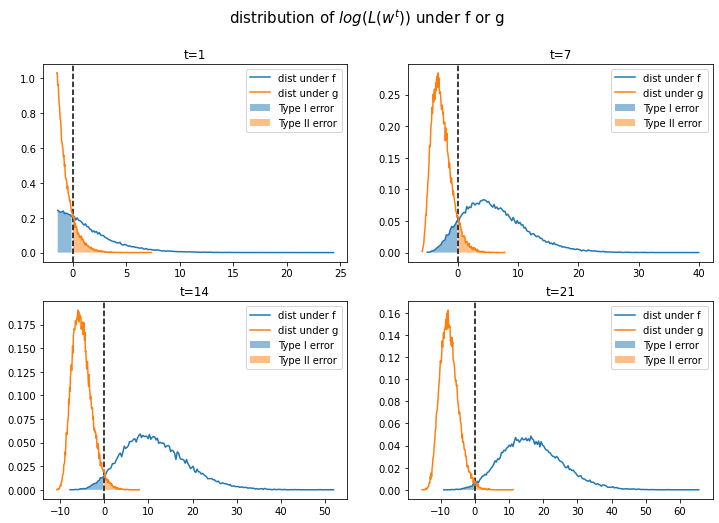 distribution of log(L(w^t)) under f or g
t=1
1.0
0.8
0.6
0.4
0.2
0.0
0
5
10
15
20
25
dist under f
dist under g
Type I error
Type II error
t=7
0.25
0.20
0.15
0.10
0.05
0.00
0
10
20
30
40
dist under f
dist under g
Type I error
Type II error
t=14
0.175
0.150
0.125
0.100
0.075
0.050
0.025
0.000
−10
0
10
20
30
40
50
dist under f
dist under g
Type I error
Type II error
t=21
0.16
0.14
0.12
0.10
0.08
0.06
0.04
0.02
0.00
−10
0
10
20
30
40
50
60
dist under f
dist under g
Type I error
Type II error